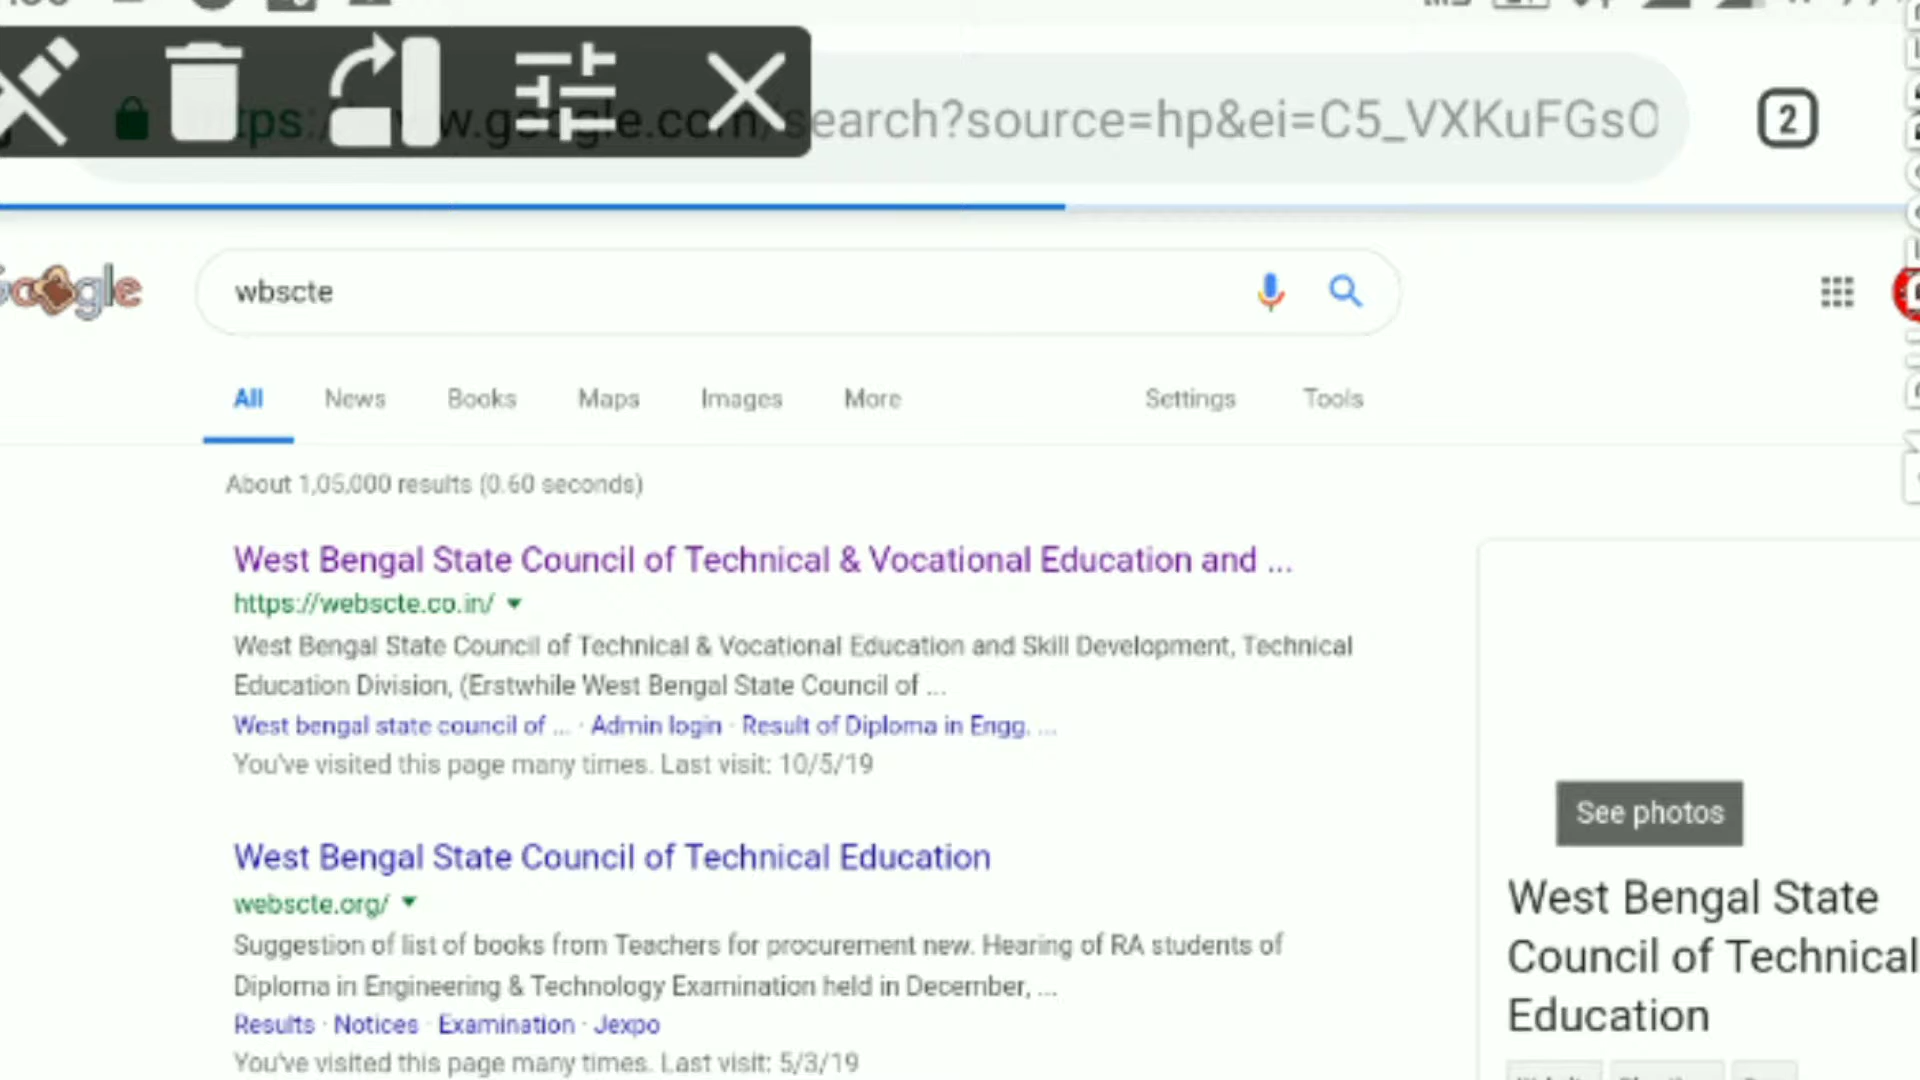 https://www.google.com/search?source=hp&ei=C5_VXKuFGsO
2
Google
wbscte
All News Books Maps Images More Settings Tools
About 1,05,000 results (0.60 seconds)
West Bengal State Council of Technical & Vocational Education and ...
https://webscte.co.in/
West Bengal State Council of Technical & Vocational Education and Skill Development, Technical
Education Division, (Erstwhile West Bengal State Council of ...
West bengal state council of ... · Admin login · Result of Diploma in Engg. ...
You've visited this page many times. Last visit: 10/5/19
West Bengal State Council of Technical Education
webscte.org/
Suggestion of list of books from Teachers for procurement new. Hearing of RA students of
Diploma in Engineering & Technology Examination held in December, ...
Results · Notices · Examination · Jexpo
You've visited this page many times. Last visit: 5/3/19
See photos
West Bengal State
Council of Technical
Education